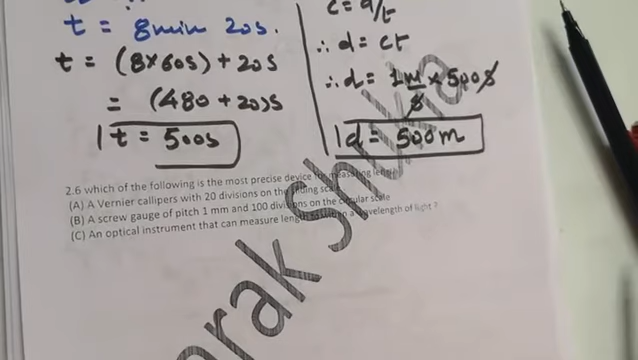 t = 8min 20s.
t = (8×60s) + 20s
= (480 + 20)s
t = 500s
c = d/t
∴ d = ct
∴ d = 1m/s × 500s
d = 500m
2.6 which of the following is the most precise device for measuring length
(A) A Vernier callipers with 20 divisions on the sliding scale
(B) A screw gauge of pitch 1 mm and 100 divisions on the circular scale
(C) An optical instrument that can measure length within a wavelength of light ?
arak Shukla